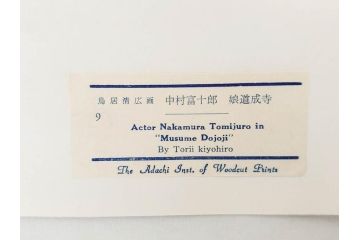 鳥居清広画 中村富十郎 娘道成寺
9
Actor Nakamura Tomijuro in
"Musume Dojoji"
By Torii kiyohiro
The Adachi Inst. of Woodcut Prints